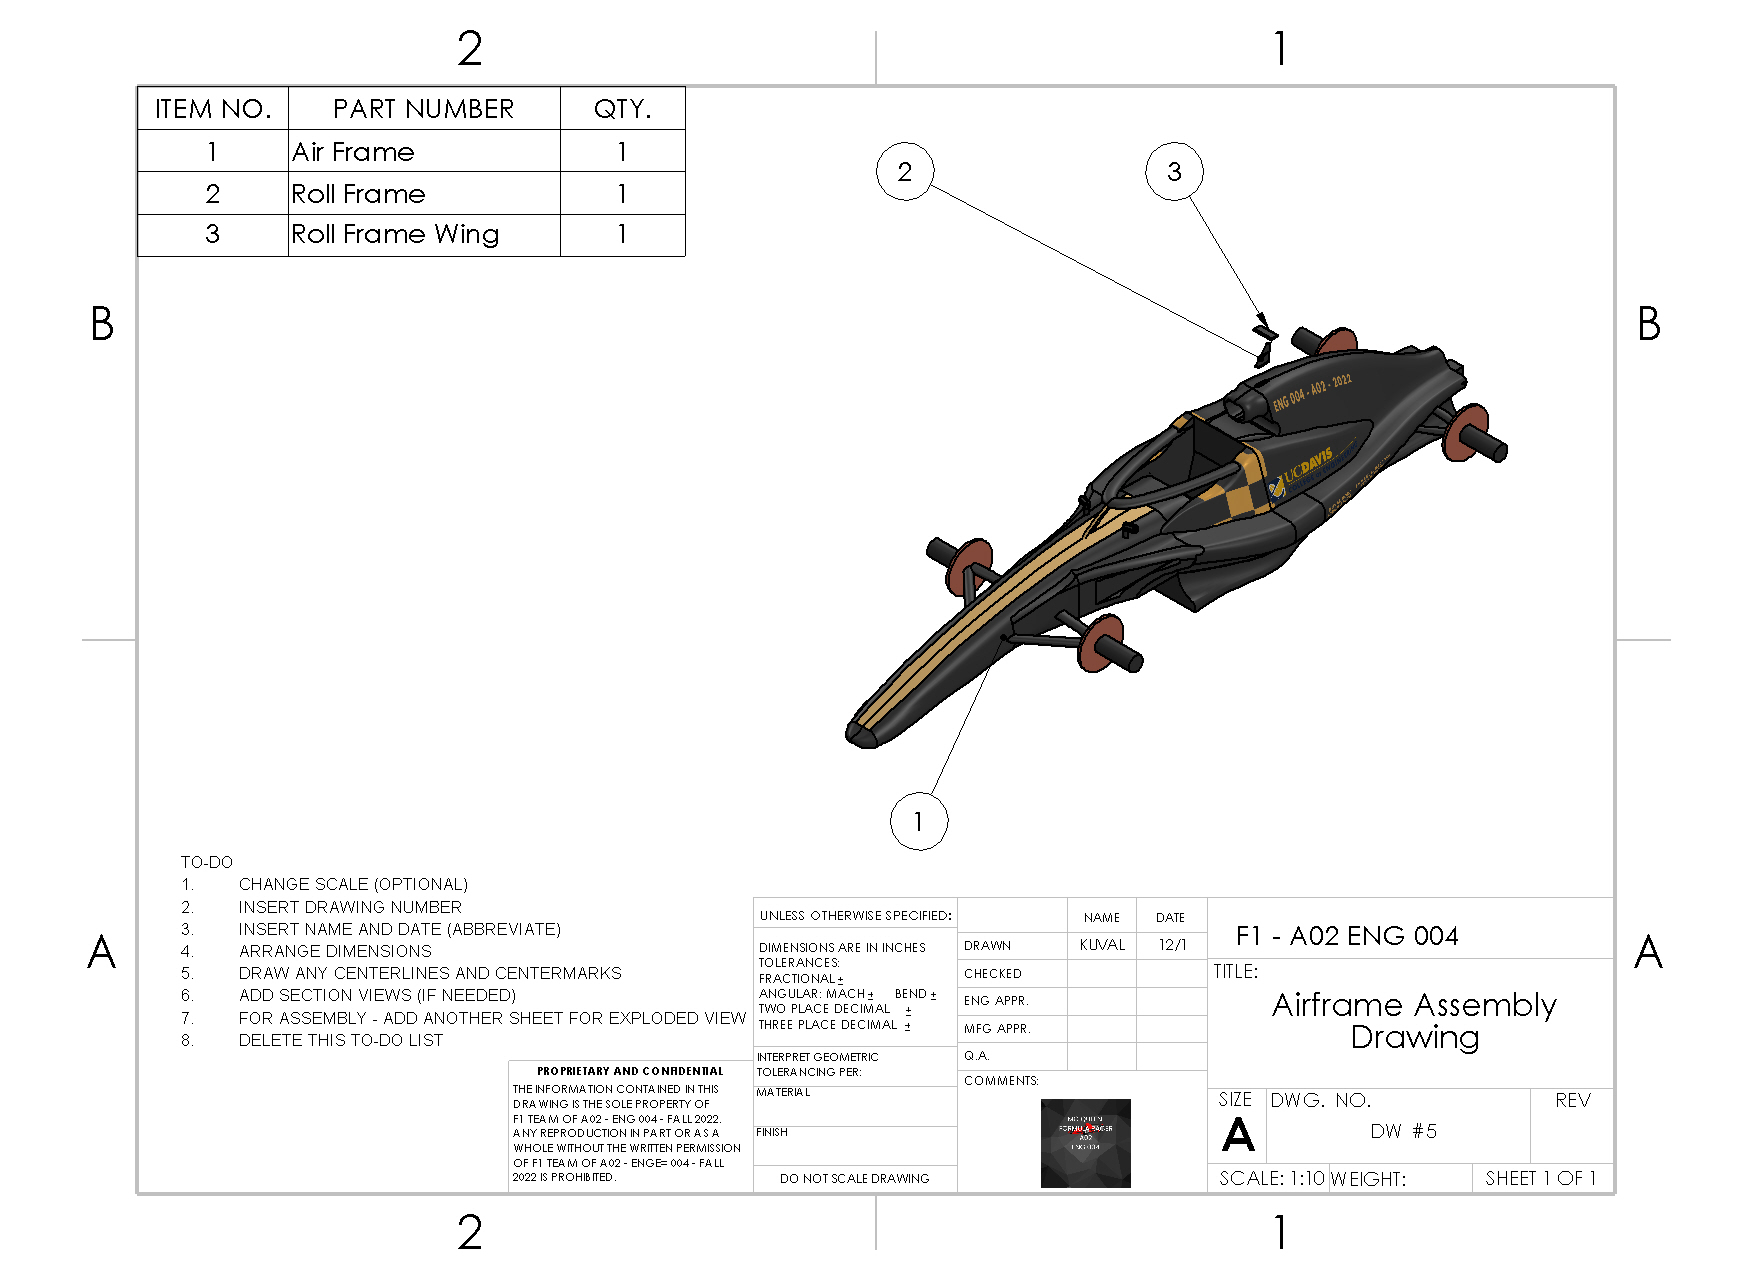 2 1
ITEM NO. PART NUMBER QTY.
1 Air Frame 1
2 Roll Frame 1
3 Roll Frame Wing 1
2 3
B B
ENG 004 - A02 - 2022
UCDAVIS
1
A A
TO-DO
1. CHANGE SCALE (OPTIONAL)
2. INSERT DRAWING NUMBER
3. INSERT NAME AND DATE (ABBREVIATE)
4. ARRANGE DIMENSIONS
5. DRAW ANY CENTERLINES AND CENTERMARKS
6. ADD SECTION VIEWS (IF NEEDED)
7. FOR ASSEMBLY - ADD ANOTHER SHEET FOR EXPLODED VIEW
8. DELETE THIS TO-DO LIST
PROPRIETARY AND CONFIDENTIAL
THE INFORMATION CONTAINED IN THIS
DRAWING IS THE SOLE PROPERTY OF
F1 TEAM OF A02 - ENG 004 - FALL 2022.
ANY REPRODUCTION IN PART OR AS A
WHOLE WITHOUT THE WRITTEN PERMISSION
OF F1 TEAM OF A02 - ENGE= 004 - FALL
2022 IS PROHIBITED.
UNLESS OTHERWISE SPECIFIED:
DIMENSIONS ARE IN INCHES
TOLERANCES:
FRACTIONAL ±
ANGULAR: MACH ± BEND ±
TWO PLACE DECIMAL ±
THREE PLACE DECIMAL ±
INTERPRET GEOMETRIC
TOLERANCING PER:
MATERIAL
FINISH
DO NOT SCALE DRAWING
NAME DATE
DRAWN KUVAL 12/1
CHECKED
ENG APPR.
MFG APPR.
Q.A.
COMMENTS:
FORMULA RACER
A02
ENG 004
F1 - A02 ENG 004
TITLE:
Airframe Assembly
Drawing
SIZE DWG. NO. REV
A DW #5
SCALE: 1:10 WEIGHT: SHEET 1 OF 1
2 1